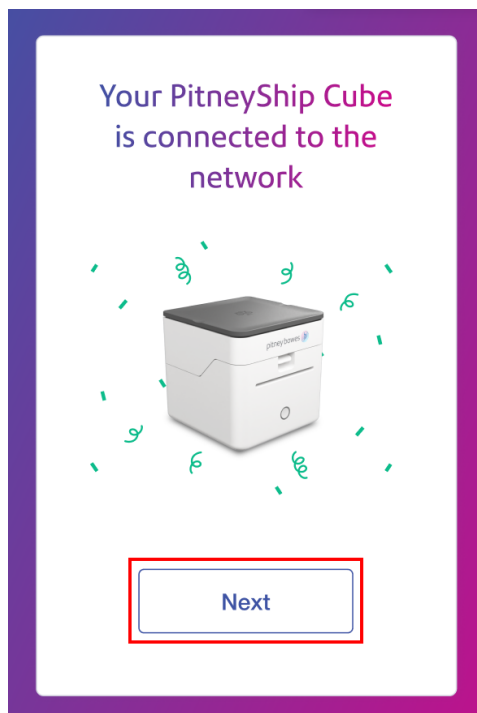 Your PitneyShip Cube
is connected to the
network
pitney bowes
Next